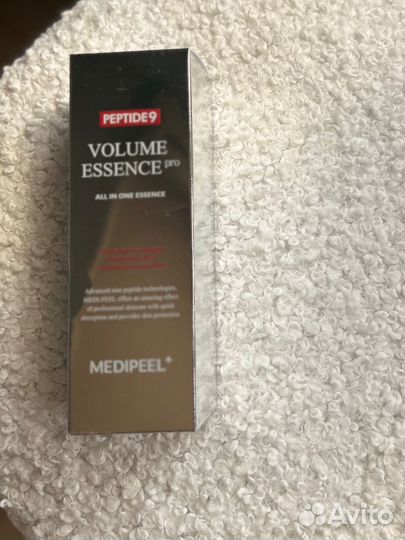 PEPTIDE9
VOLUME
ESSENCE pro
ALL IN ONE ESSENCE
Advanced nine peptide technologies,
MEDI-PEEL offers an amazing effect
of professional skincare with quick
absorption and provides skin protection.
MEDIPEEL+
Avito